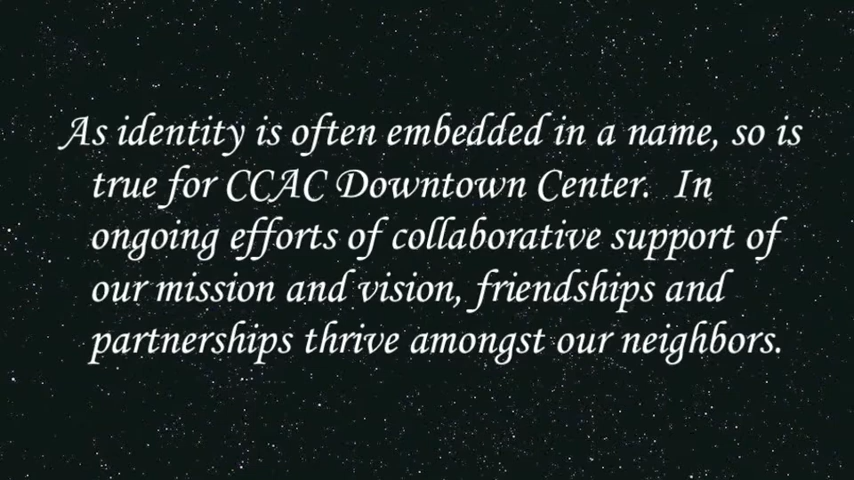 As identity is often embedded in a name, so is
true for CCAC Downtown Center.  In
ongoing efforts of collaborative support of
our mission and vision, friendships and
partnerships thrive amongst our neighbors.